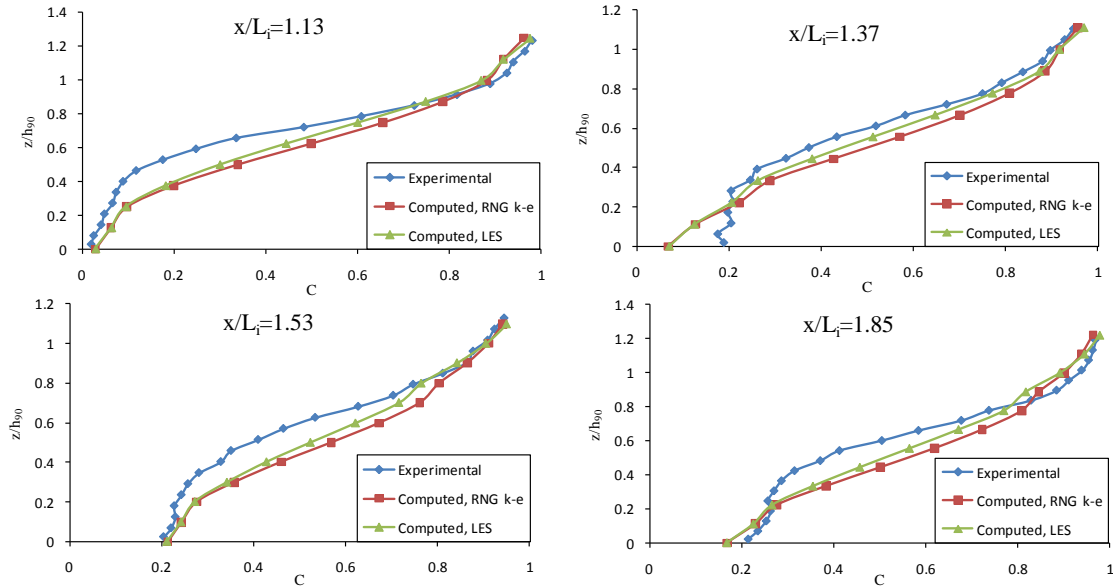 x/Lᵢ=1.13
z/h₉₀
1.4
1.2
1
0.8
0.6
0.4
0.2
0
Experimental
Computed, RNG k-e
Computed, LES
0 0.2 0.4 0.6 0.8 1
C
x/Lᵢ=1.37
z/h₉₀
1.2
1
0.8
0.6
0.4
0.2
0
Experimental
Computed, RNG k-e
Computed, LES
0 0.2 0.4 0.6 0.8 1
C
x/Lᵢ=1.53
z/h₉₀
1.2
1
0.8
0.6
0.4
0.2
0
Experimental
Computed, RNG k-e
Computed, LES
0 0.2 0.4 0.6 0.8 1
C
x/Lᵢ=1.85
z/h₉₀
1.4
1.2
1
0.8
0.6
0.4
0.2
0
Experimental
Computed, RNG k-e
Computed, LES
0 0.2 0.4 0.6 0.8 1
C